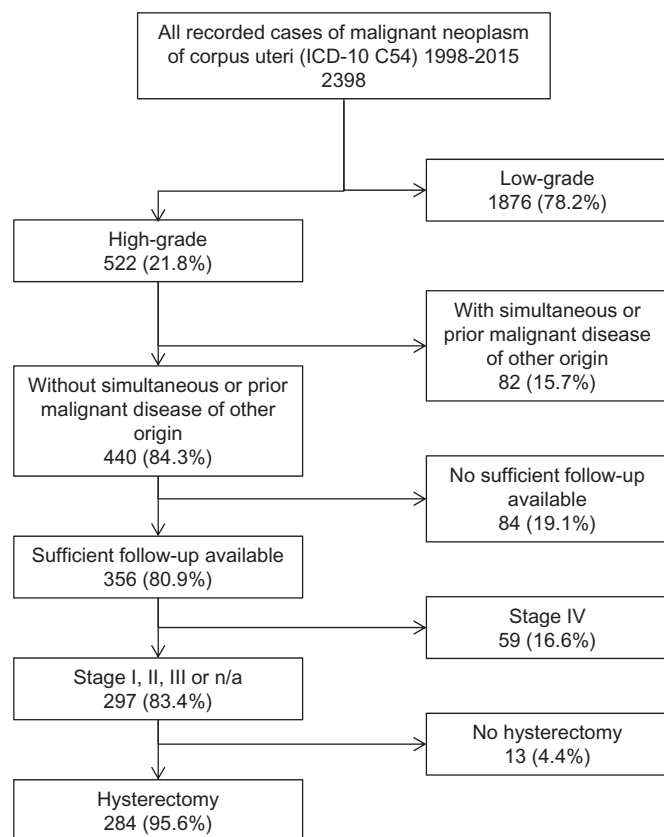 All recorded cases of malignant neoplasm
of corpus uteri (ICD-10 C54) 1998-2015
2398
Low-grade
1876 (78.2%)
High-grade
522 (21.8%)
With simultaneous or
prior malignant disease
of other origin
82 (15.7%)
Without simultaneous or prior
malignant disease of other
origin
440 (84.3%)
No sufficient follow-up
available
84 (19.1%)
Sufficient follow-up available
356 (80.9%)
Stage IV
59 (16.6%)
Stage I, II, III or n/a
297 (83.4%)
No hysterectomy
13 (4.4%)
Hysterectomy
284 (95.6%)